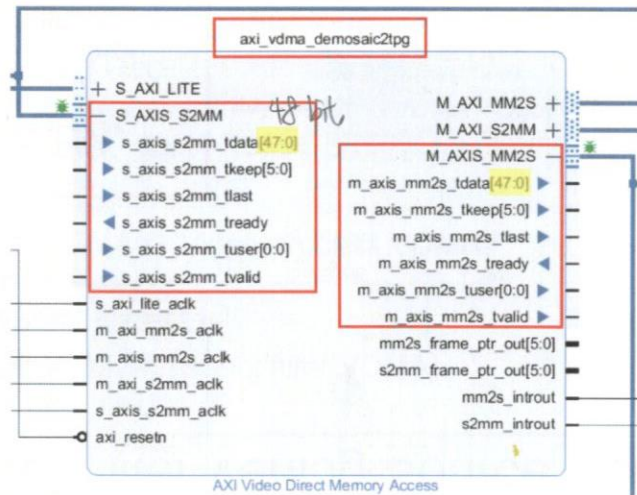 axi_vdma_demosaic2tpg
S_AXI_LITE
S_AXIS_S2MM
48 bit
s_axis_s2mm_tdata[47:0]
s_axis_s2mm_tkeep[5:0]
s_axis_s2mm_tlast
s_axis_s2mm_tready
s_axis_s2mm_tuser[0:0]
s_axis_s2mm_tvalid
s_axi_lite_aclk
m_axi_mm2s_aclk
m_axis_mm2s_aclk
m_axi_s2mm_aclk
s_axis_s2mm_aclk
axi_resetn
M_AXI_MM2S
M_AXI_S2MM
M_AXIS_MM2S
m_axis_mm2s_tdata[47:0]
m_axis_mm2s_tkeep[5:0]
m_axis_mm2s_tlast
m_axis_mm2s_tready
m_axis_mm2s_tuser[0:0]
m_axis_mm2s_tvalid
mm2s_frame_ptr_out[5:0]
s2mm_frame_ptr_out[5:0]
mm2s_introut
s2mm_introut
AXI Video Direct Memory Access